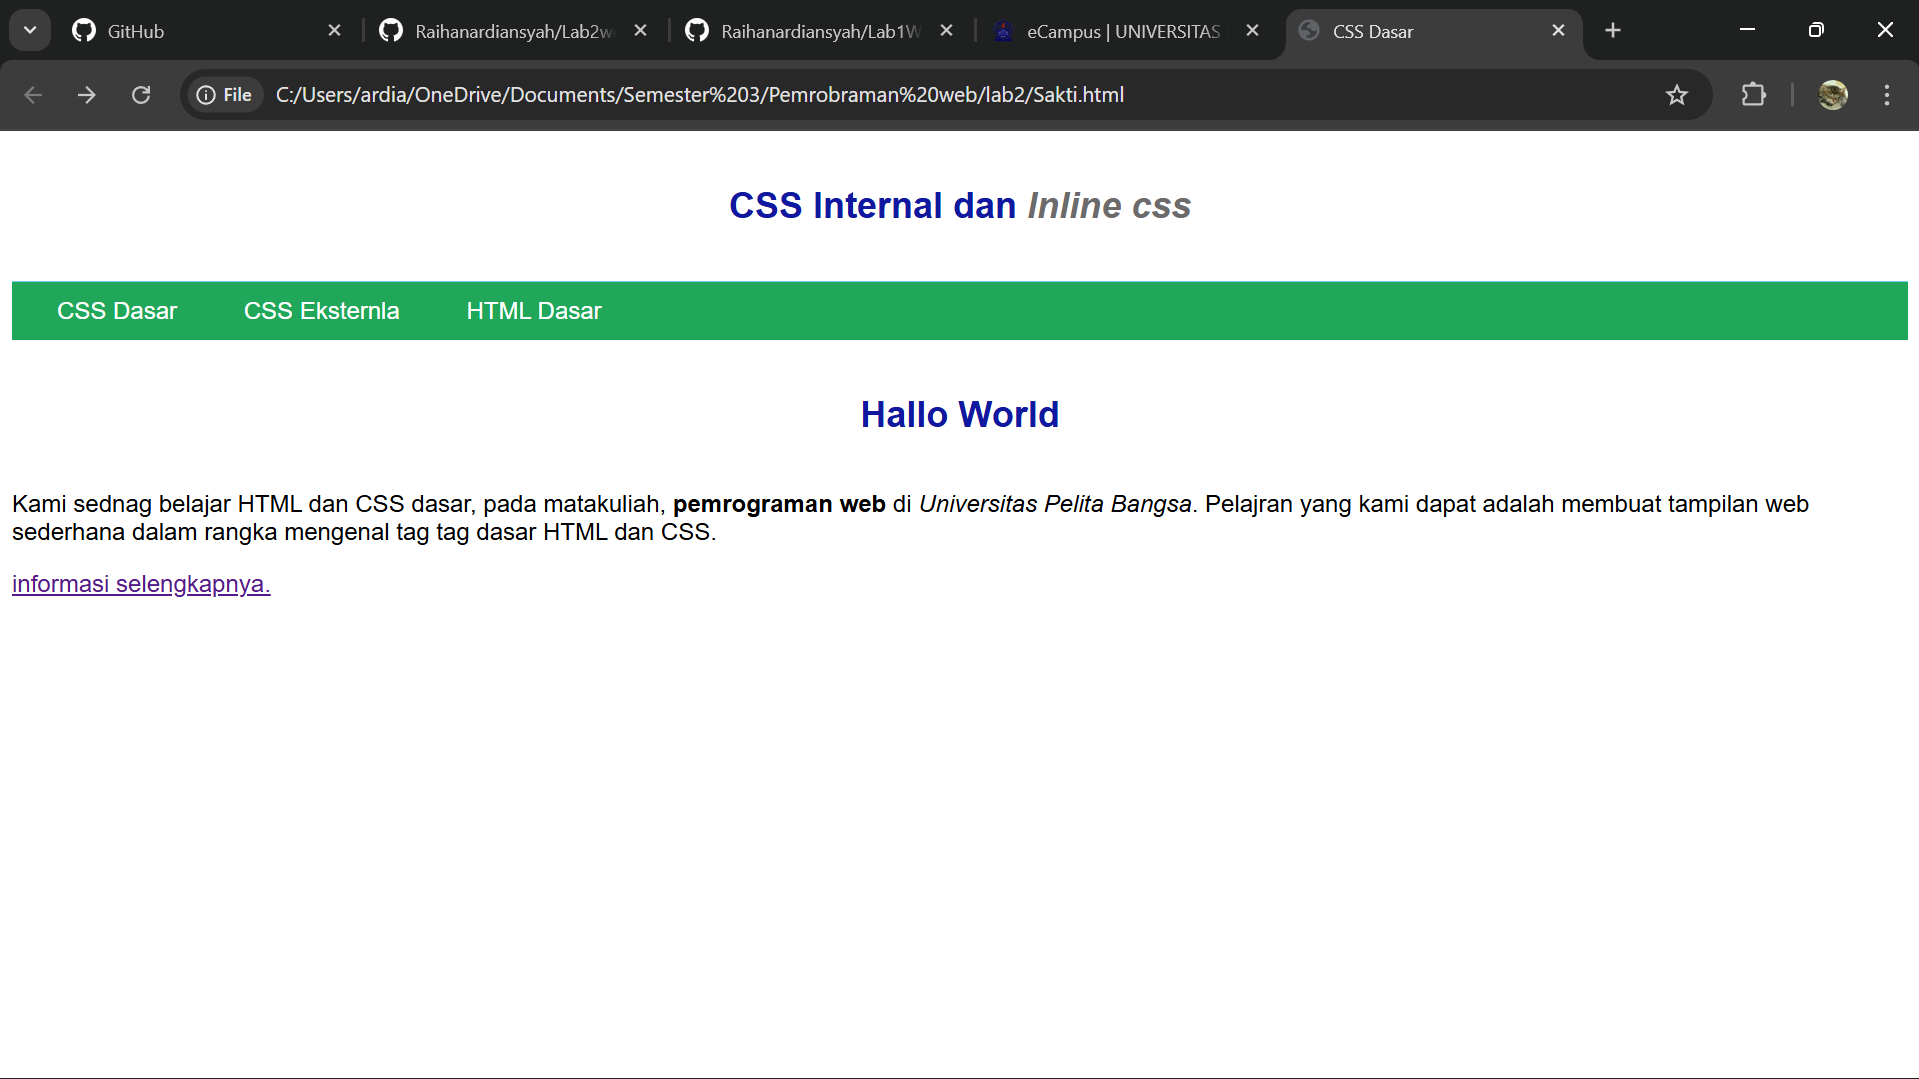 GitHub
Raihanardiansyah/Lab2w
Raihanardiansyah/Lab1W
eCampus | UNIVERSITAS
CSS Dasar
File
C:/Users/ardia/OneDrive/Documents/Semester%203/Pemrobraman%20web/lab2/Sakti.html
CSS Internal dan Inline css
CSS Dasar
CSS Eksternla
HTML Dasar
Hallo World
Kami sednag belajar HTML dan CSS dasar, pada matakuliah, pemrograman web di Universitas Pelita Bangsa. Pelajran yang kami dapat adalah membuat tampilan web
sederhana dalam rangka mengenal tag tag dasar HTML dan CSS.
informasi selengkapnya.